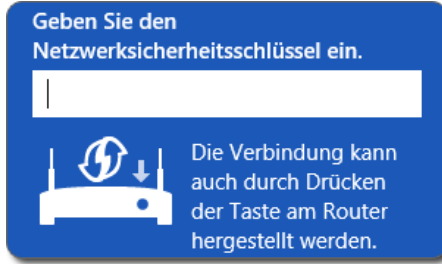 Geben Sie den
Netzwerksicherheitsschlüssel ein.
Die Verbindung kann
auch durch Drücken
der Taste am Router
hergestellt werden.